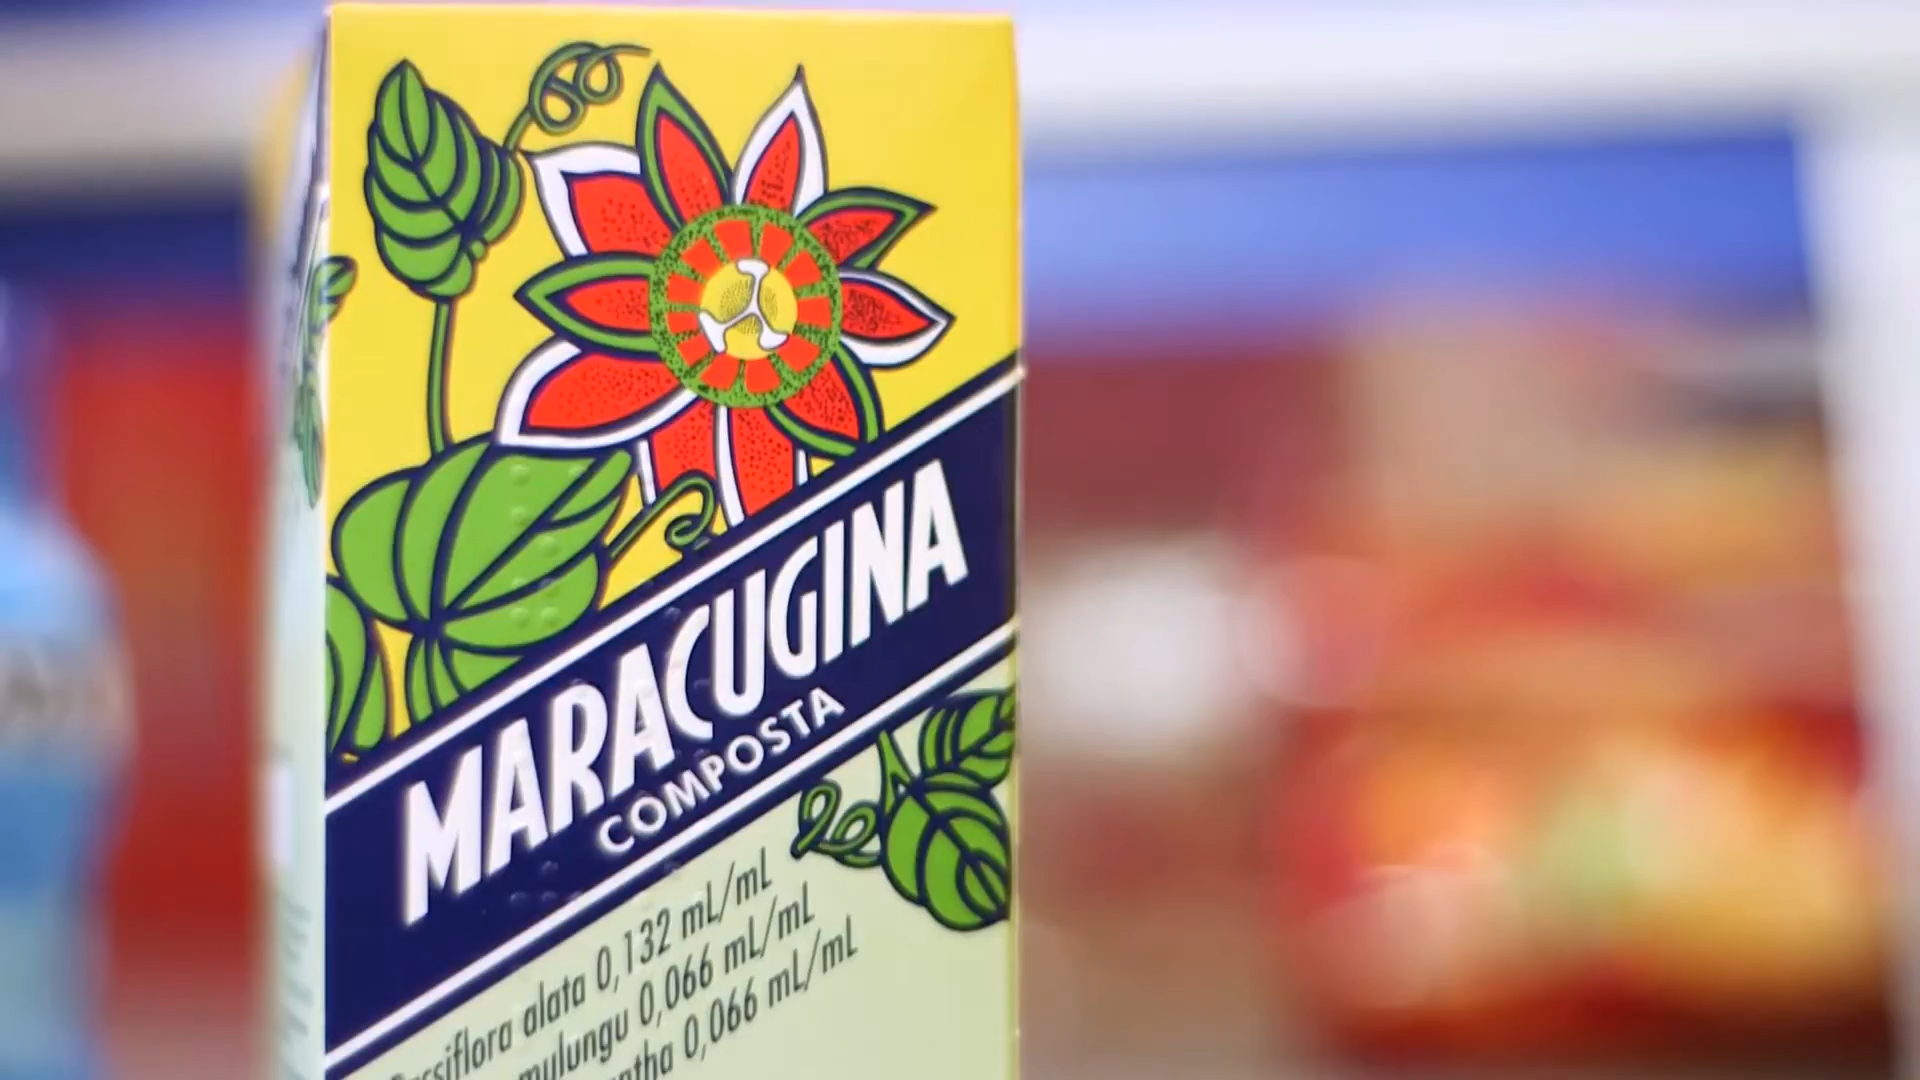 MARACUGINA
COMPOSTA
alata 0,132 mL/mL
mulungu 0,066 mL/mL
0,066 mL/mL